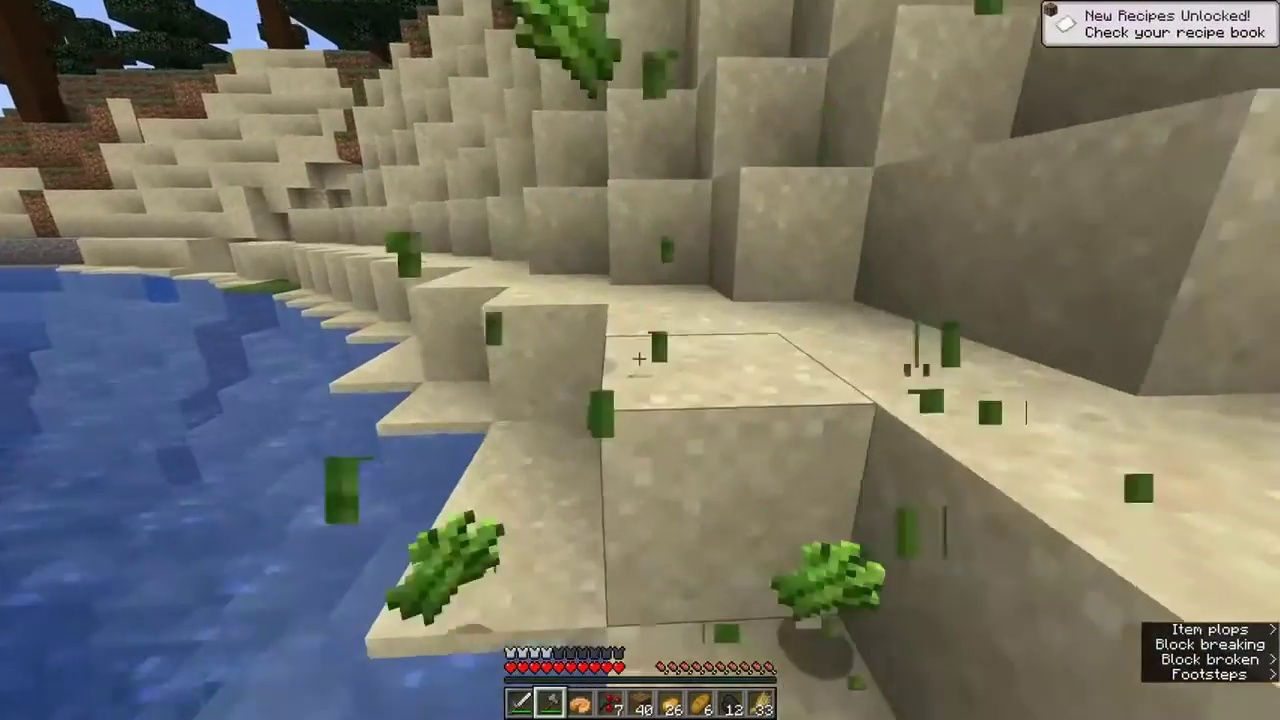 New Recipes Unlocked!
Check your recipe book
Item plops >
Block breaking
Block broken >
Footsteps >
7 40 26 6 12 33